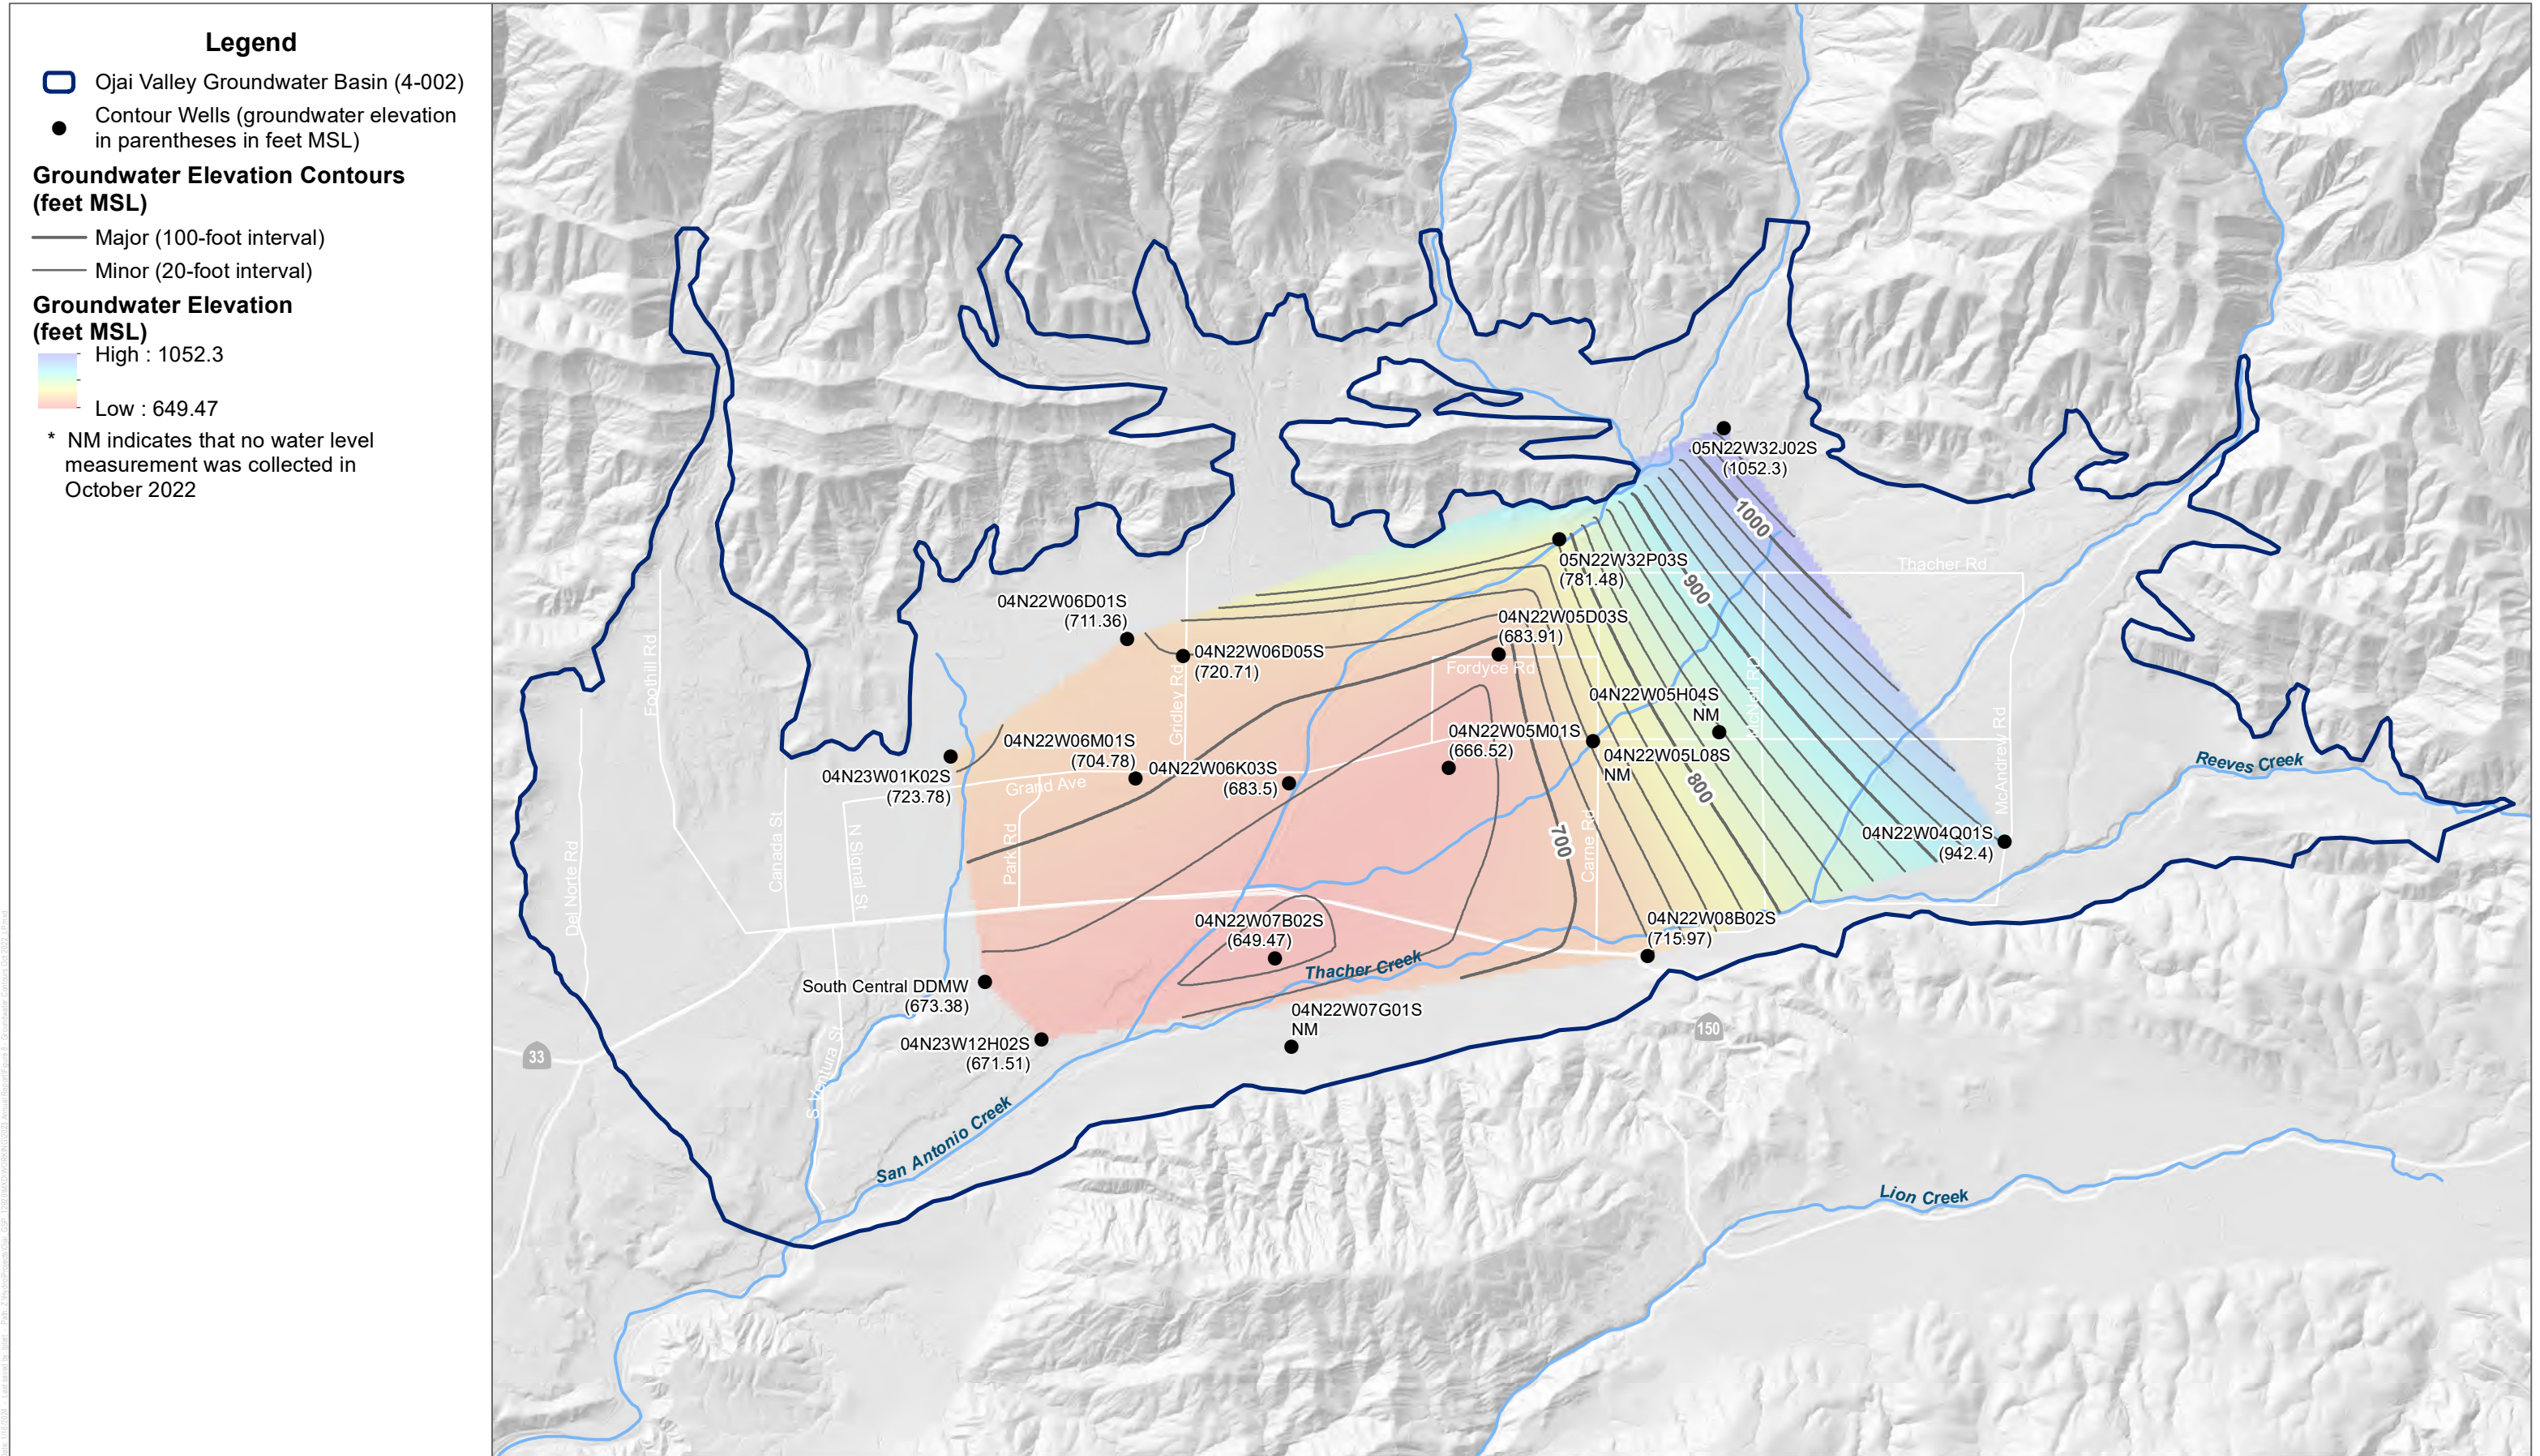 Legend
Ojai Valley Groundwater Basin (4-002)
Contour Wells (groundwater elevation
in parentheses in feet MSL)
Groundwater Elevation Contours
(feet MSL)
Major (100-foot interval)
Minor (20-foot interval)
Groundwater Elevation
(feet MSL)
High : 1052.3
Low : 649.47
* NM indicates that no water level
measurement was collected in
October 2022
05N22W32J02S
(1052.3)
1000
05N22W32P03S
(781.48)
900
Thacher Rd
04N22W06D01S
(711.36)
04N22W05D03S
(683.91)
04N22W06D05S
(720.71)
Fordyce Rd
Foothill Rd
Gridley Rd
04N22W05H04S
NM
McNeil RD
04N22W06M01S
(704.78)
04N22W05M01S
(666.52)
04N22W05L08S
NM
04N23W01K02S
(723.78)
04N22W06K03S
(683.5)
Grand Ave
800
McAndrew Rd
Reeves Creek
700
04N22W04Q01S
(942.4)
Del Norte Rd
Canada St
N Signal St
Park Rd
Carne Rd
04N22W07B02S
(649.47)
04N22W08B02S
(715.97)
Thacher Creek
South Central DDMW
(673.38)
04N22W07G01S
NM
04N23W12H02S
(671.51)
150
33
S Ventura St
San Antonio Creek
Lion Creek